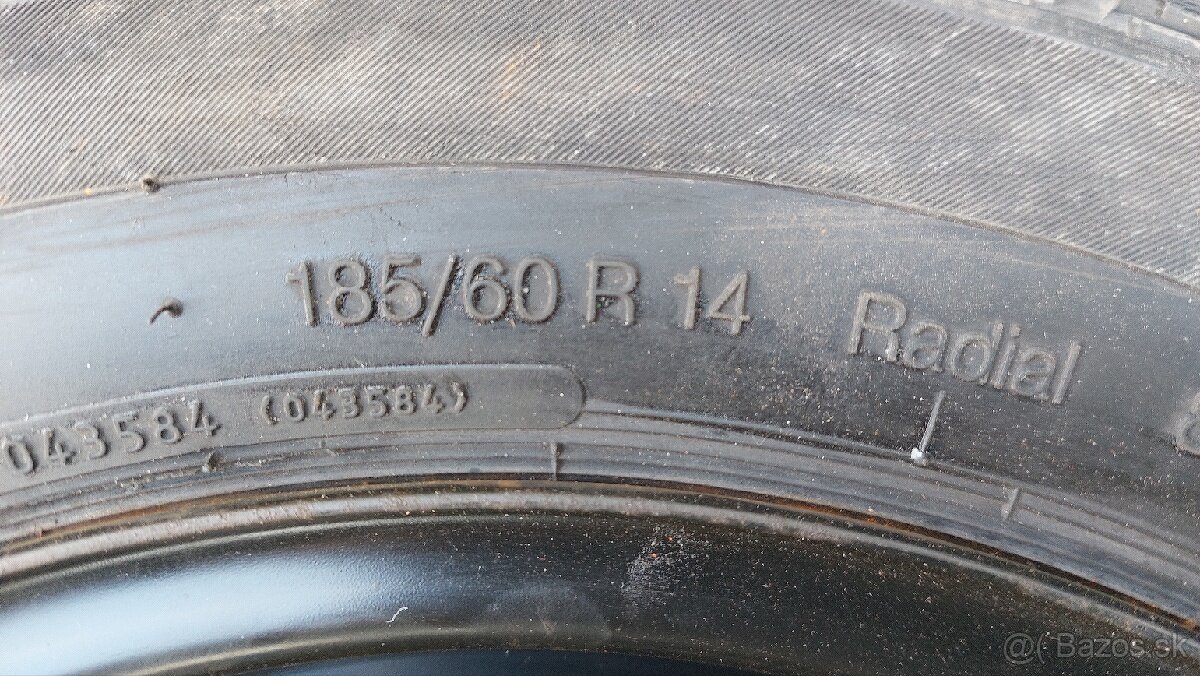 185/60 R 14 Radial
043584 (043584)
@( Bazos.sk